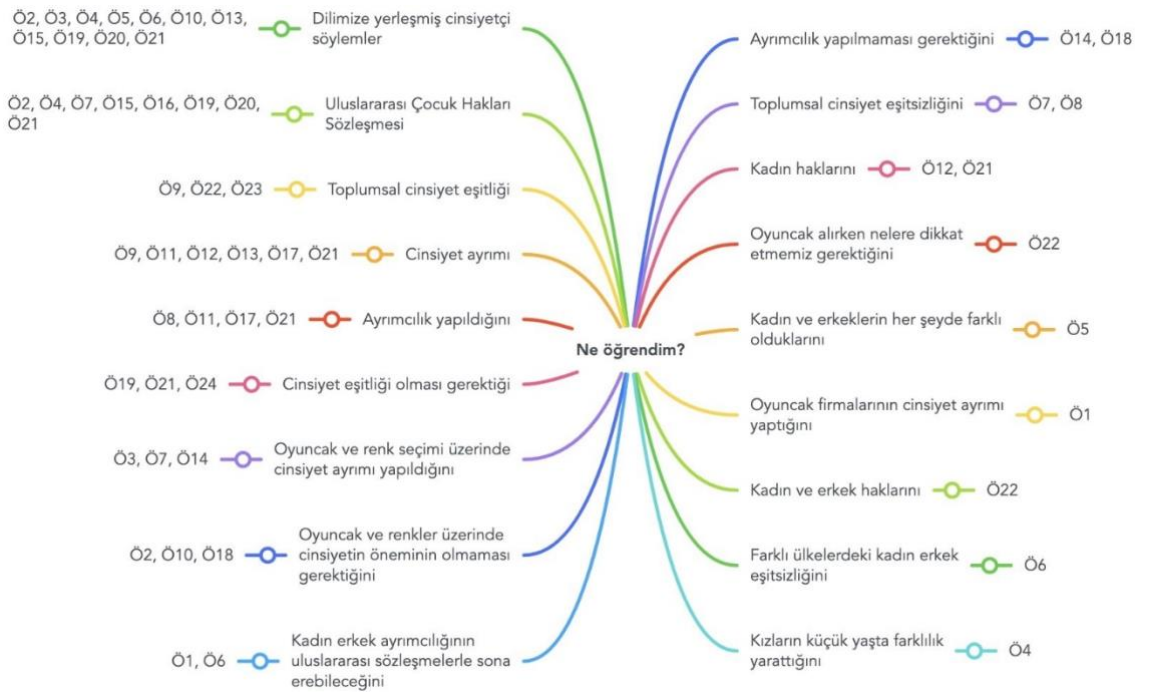 Ö2, Ö3, Ö4, Ö5, Ö6, Ö10, Ö13,
Ö15, Ö19, Ö20, Ö21
Dilimize yerleşmiş cinsiyetçi
söylemler
Ö2, Ö4, Ö7, Ö15, Ö16, Ö19, Ö20,
Ö21
Uluslararası Çocuk Hakları
Sözleşmesi
Ö9, Ö22, Ö23
Toplumsal cinsiyet eşitliği
Ö9, Ö11, Ö12, Ö13, Ö17, Ö21
Cinsiyet ayrımı
Ö8, Ö11, Ö17, Ö21
Ayrımcılık yapıldığını
Ö19, Ö21, Ö24
Cinsiyet eşitliği olması gerektiği
Ö3, Ö7, Ö14
Oyuncak ve renk seçimi üzerinde
cinsiyet ayrımı yapıldığını
Ö2, Ö10, Ö18
Oyuncak ve renkler üzerinde
cinsiyetin öneminin olmaması
gerektiğini
Ö1, Ö6
Kadın erkek ayrımcılığının
uluslararası sözleşmelerle sona
erebileceğini
Ne öğrendim?
Ayrımcılık yapılmaması gerektiğini
Ö14, Ö18
Toplumsal cinsiyet eşitsizliğini
Ö7, Ö8
Kadın haklarını
Ö12, Ö21
Oyuncak alırken nelere dikkat
etmemiz gerektiğini
Ö22
Kadın ve erkeklerin her şeyde farklı
olduklarını
Ö5
Oyuncak firmalarının cinsiyet ayrımı
yaptığını
Ö1
Kadın ve erkek haklarını
Ö22
Farklı ülkelerdeki kadın erkek
eşitsizliğini
Ö6
Kızların küçük yaşta farklılık
yarattığını
Ö4